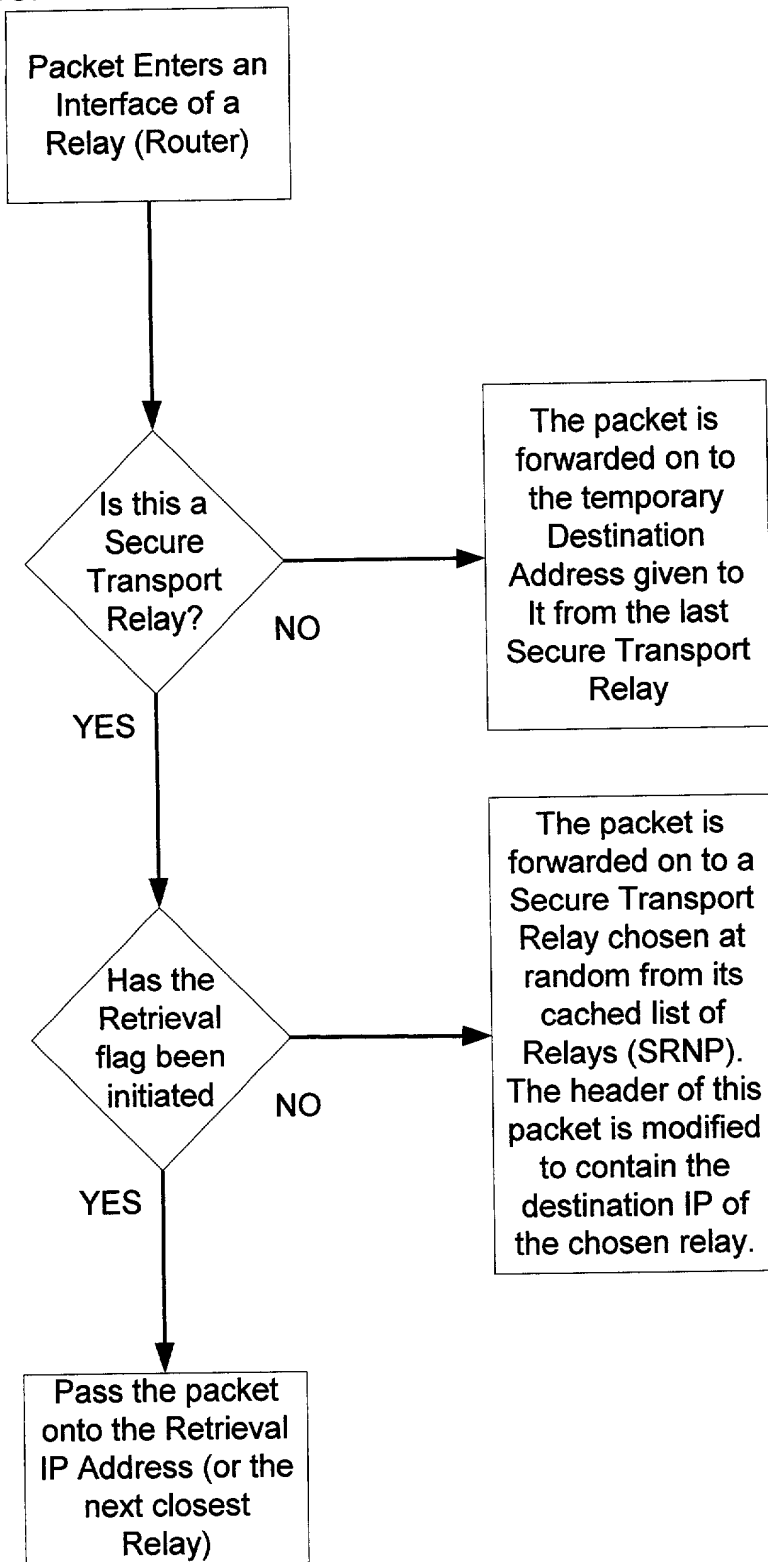 Packet Enters an
Interface of a
Relay (Router)
Is this a
Secure
Transport
Relay?
NO
YES
The packet is
forwarded on to
the temporary
Destination
Address given to
It from the last
Secure Transport
Relay
Has the
Retrieval
flag been
initiated
NO
YES
The packet is
forwarded on to a
Secure Transport
Relay chosen at
random from its
cached list of
Relays (SRNP).
The header of this
packet is modified
to contain the
destination IP of
the chosen relay.
Pass the packet
onto the Retrieval
IP Address (or the
next closest
Relay)